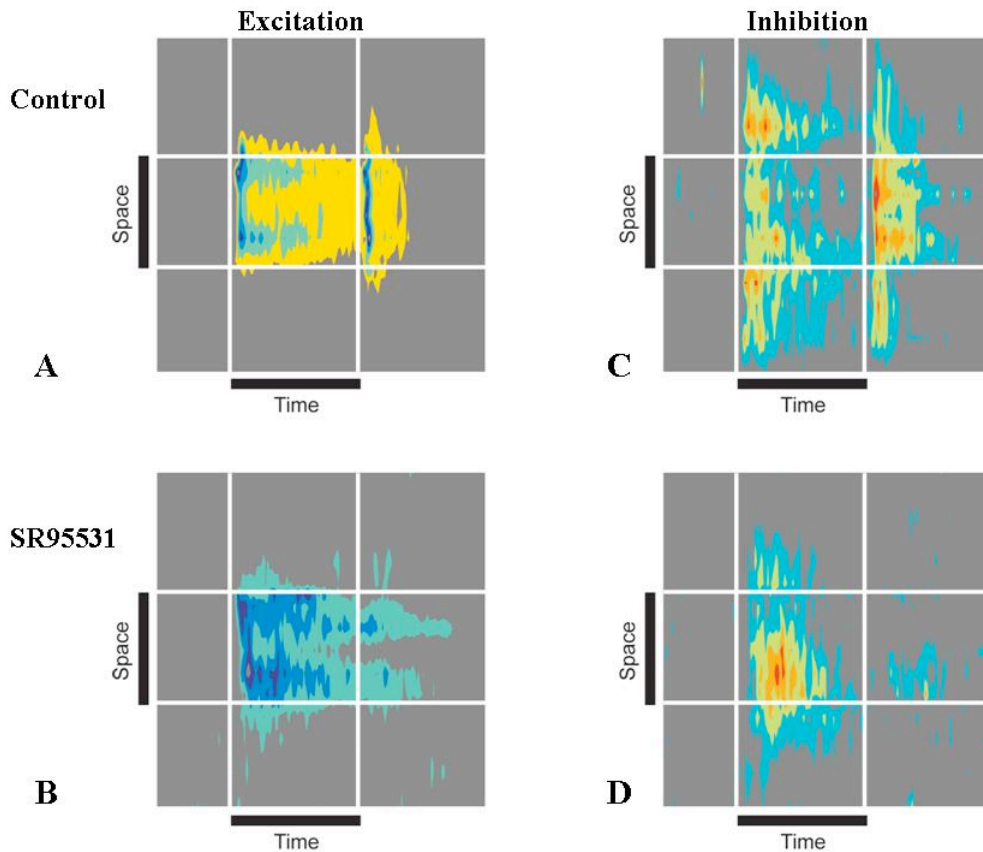 Excitation
Inhibition
Control
Space
Space
A
C
Time
Time
SR95531
Space
Space
B
D
Time
Time